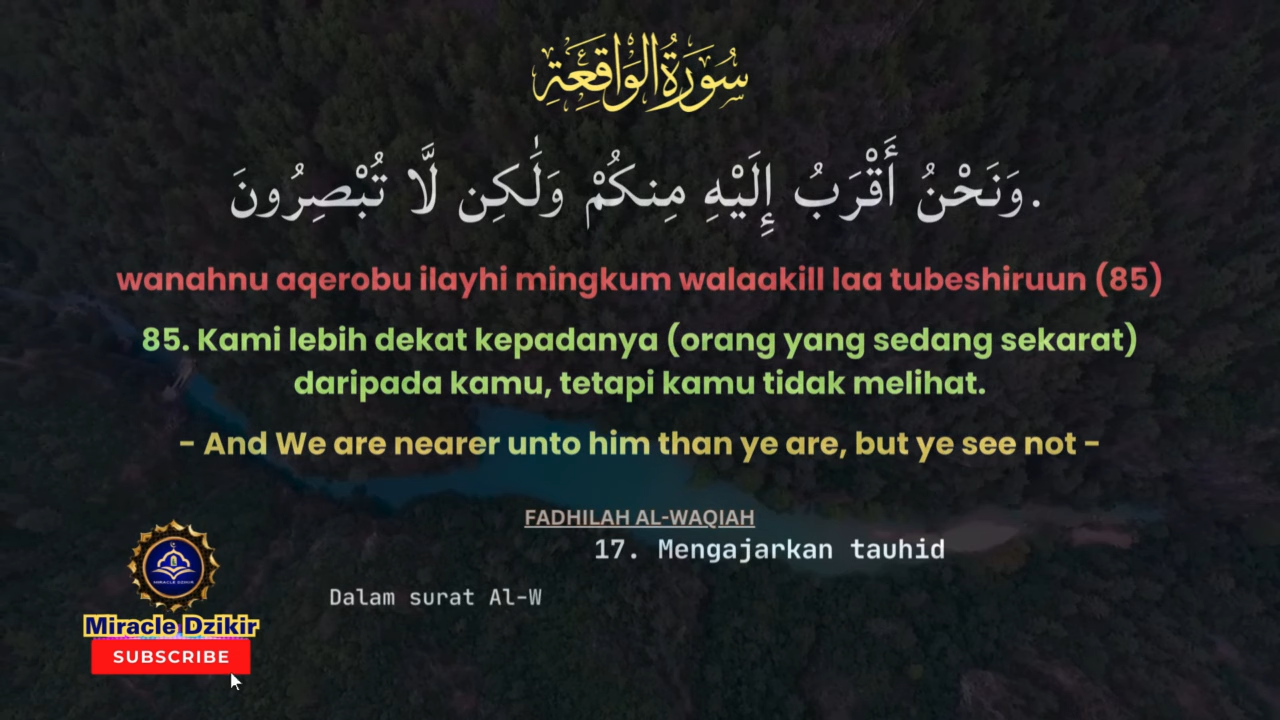 سُورَةُ الْوَاقِعَةِ
وَنَحْنُ أَقْرَبُ إِلَيْهِ مِنكُمْ وَلَٰكِن لَّا تُبْصِرُونَ.
wanahnu aqerobu ilayhi mingkum walaakill laa tubeshiruun (85)
85. Kami lebih dekat kepadanya (orang yang sedang sekarat)
daripada kamu, tetapi kamu tidak melihat.
- And We are nearer unto him than ye are, but ye see not -
FADHILAH AL-WAQIAH
17. Mengajarkan tauhid
Dalam surat Al-W
MIRACLE DZIKIR
Miracle Dzikir
SUBSCRIBE